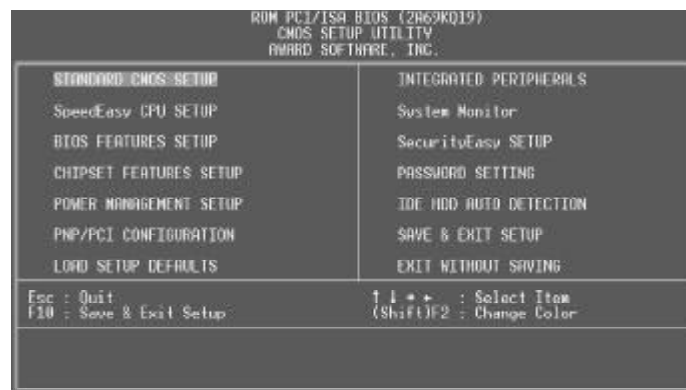 ROM PCI/ISA BIOS (2A69KQ19)
CMOS SETUP UTILITY
AWARD SOFTWARE, INC.
STANDARD CMOS SETUP
SpeedEasy CPU SETUP
BIOS FEATURES SETUP
CHIPSET FEATURES SETUP
POWER MANAGEMENT SETUP
PNP/PCI CONFIGURATION
LOAD SETUP DEFAULTS
INTEGRATED PERIPHERALS
System Monitor
SecurityEasy SETUP
PASSWORD SETTING
IDE HDD AUTO DETECTION
SAVE & EXIT SETUP
EXIT WITHOUT SAVING
Esc : Quit
F10 : Save & Exit Setup
↑ ↓ → ← : Select Item
(Shift)F2 : Change Color